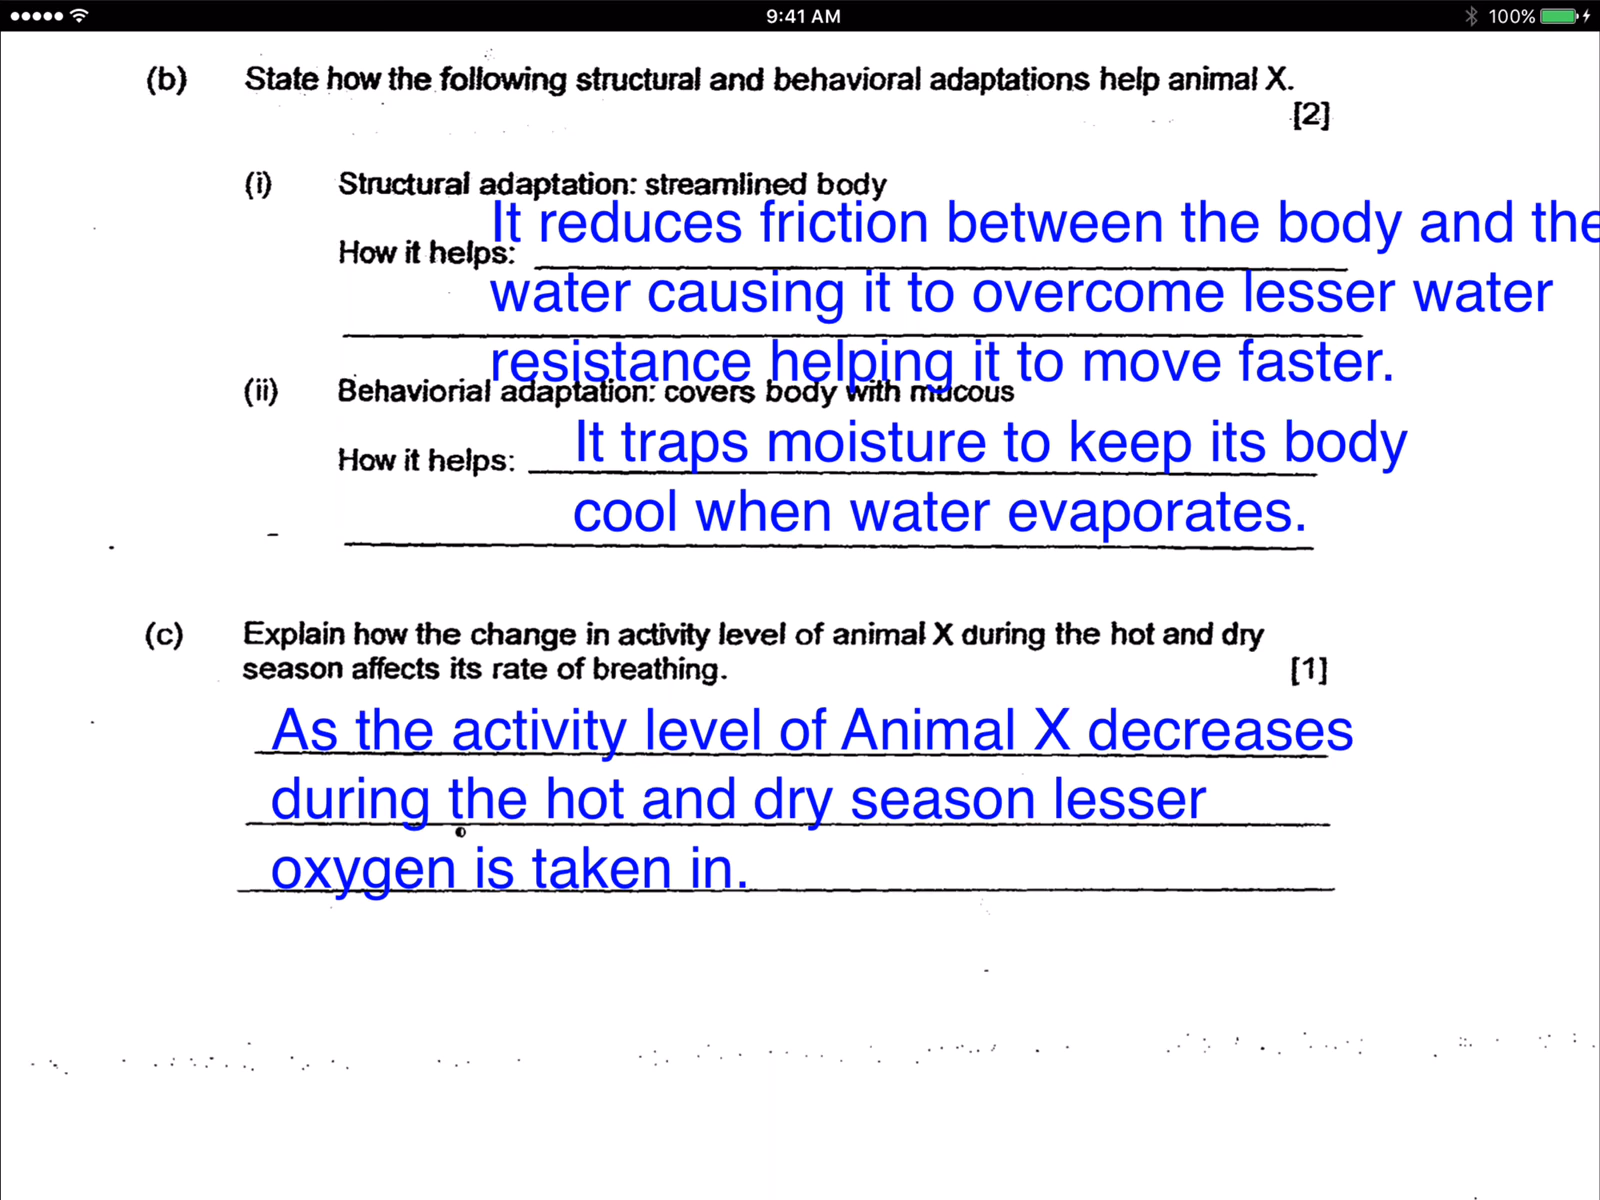 9:41 AM
100%
(b) State how the following structural and behavioral adaptations help animal X.
[2]
(i) Structural adaptation: streamlined body
It reduces friction between the body and the
How it helps:
water causing it to overcome lesser water
resistance helping it to move faster.
(ii) Behaviorial adaptation: covers body with mucous
It traps moisture to keep its body
How it helps:
cool when water evaporates.
(c) Explain how the change in activity level of animal X during the hot and dry
season affects its rate of breathing.
[1]
As the activity level of Animal X decreases
during the hot and dry season lesser
oxygen is taken in.